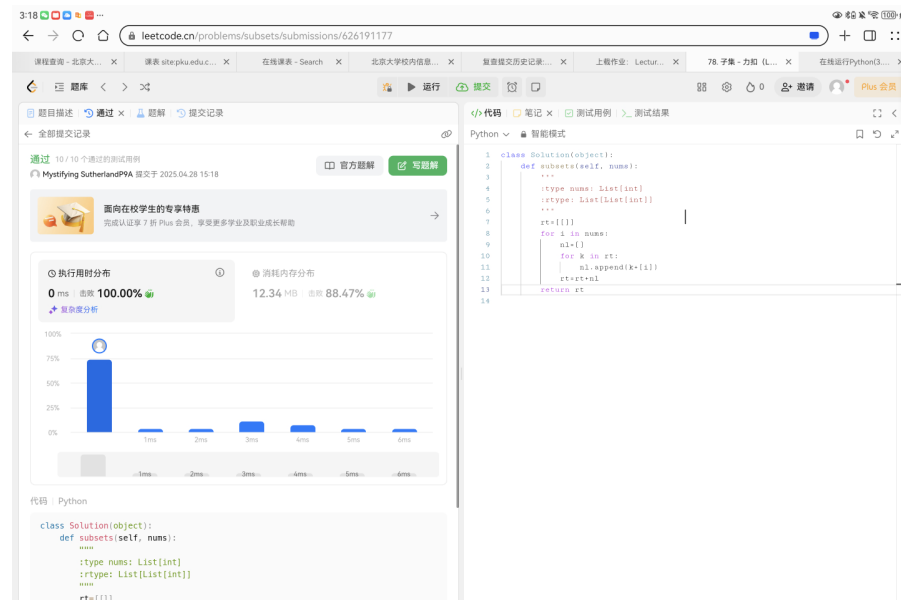 3:18
100
leetcode.cn/problems/subsets/submissions/626191177
课程查询 - 北京大...
课表 site:pku.edu.c...
在线课表 - Search
北京大学校内信息...
复查提交历史记录:...
上载作业: Lectur...
78. 子集 - 力扣（L...
在线运行Python(3....
题库
运行
提交
0
邀请
Plus 会员
题目描述
通过
题解
提交记录
全部提交记录
通过 10 / 10 个通过的测试用例
Mystifying SutherlandP9A 提交于 2025.04.28 15:18
官方题解
写题解
面向在校学生的专享特惠
完成认证享 7 折 Plus 会员，享受更多学业及职业成长帮助
执行用时分布
0 ms 击败 100.00%
复杂度分析
消耗内存分布
12.34 MB 击败 88.47%
100%
75%
50%
25%
0%
1ms 2ms 3ms 4ms 5ms 6ms
1ms 2ms 3ms 4ms 5ms 6ms
代码 Python
class Solution(object):
def subsets(self, nums):
"""
:type nums: List[int]
:rtype: List[List[int]]
"""
rt=[[]]
代码
笔记
测试用例
测试结果
Python 智能模式
1 class Solution(object):
2 def subsets(self, nums):
3 """
4 :type nums: List[int]
5 :rtype: List[List[int]]
6 """
7 rt=[[]]
8 for i in nums:
9 nl=[]
10 for k in rt:
11 nl.append(k+[i])
12 rt=rt+nl
13 return rt
14